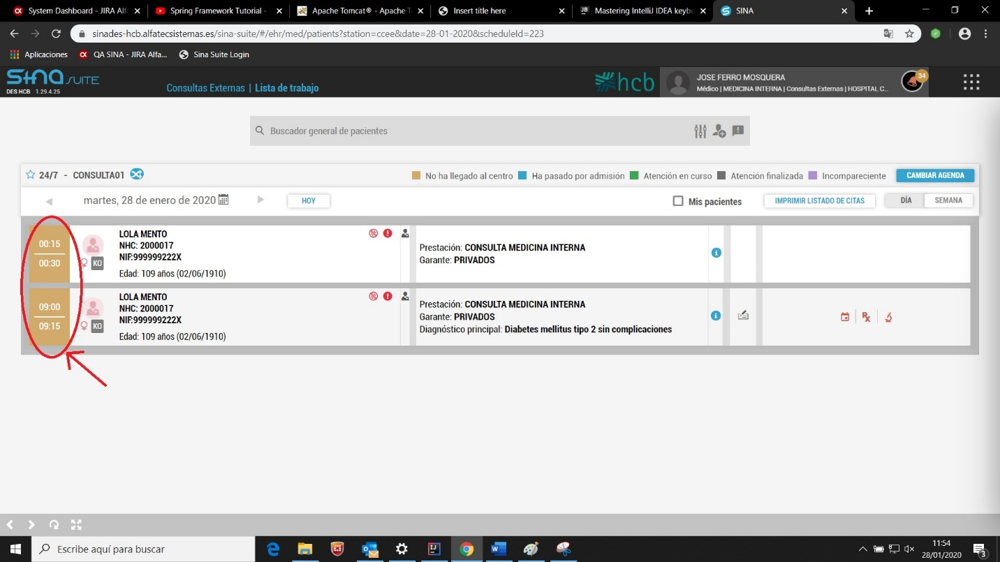 System Dashboard - JIRA Alf
Spring Framework Tutorial -
Apache Tomcat® - Apache T
Insert title here
Mastering IntelliJ IDEA keybo
SINA
sinades-hcb.alfatecsistemas.es/sina-suite/#/ehr/med/patients?station=ccee&date=28-01-2020&scheduleId=223
Aplicaciones
QA SINA - JIRA Alfa...
Sina Suite Login
SINA SUITE
DES HCB 1.29.4.25
Consultas Externas | Lista de trabajo
hcb
JOSE FERRO MOSQUERA
Médico | MEDICINA INTERNA | Consultas Externas | HOSPITAL C...
34
Buscador general de pacientes
24/7 - CONSULTA01
No ha llegado al centro
Ha pasado por admisión
Atención en curso
Atención finalizada
Incompareciente
CAMBIAR AGENDA
martes, 28 de enero de 2020
HOY
Mis pacientes
IMPRIMIR LISTADO DE CITAS
DÍA
SEMANA
00:15
00:30
KO
LOLA MENTO
NHC: 2000017
NIF:999999222X
Edad: 109 años (02/06/1910)
Prestación: CONSULTA MEDICINA INTERNA
Garante: PRIVADOS
09:00
09:15
KO
LOLA MENTO
NHC: 2000017
NIF:999999222X
Edad: 109 años (02/06/1910)
Prestación: CONSULTA MEDICINA INTERNA
Garante: PRIVADOS
Diagnóstico principal: Diabetes mellitus tipo 2 sin complicaciones
Escribe aquí para buscar
11:54
28/01/2020
3